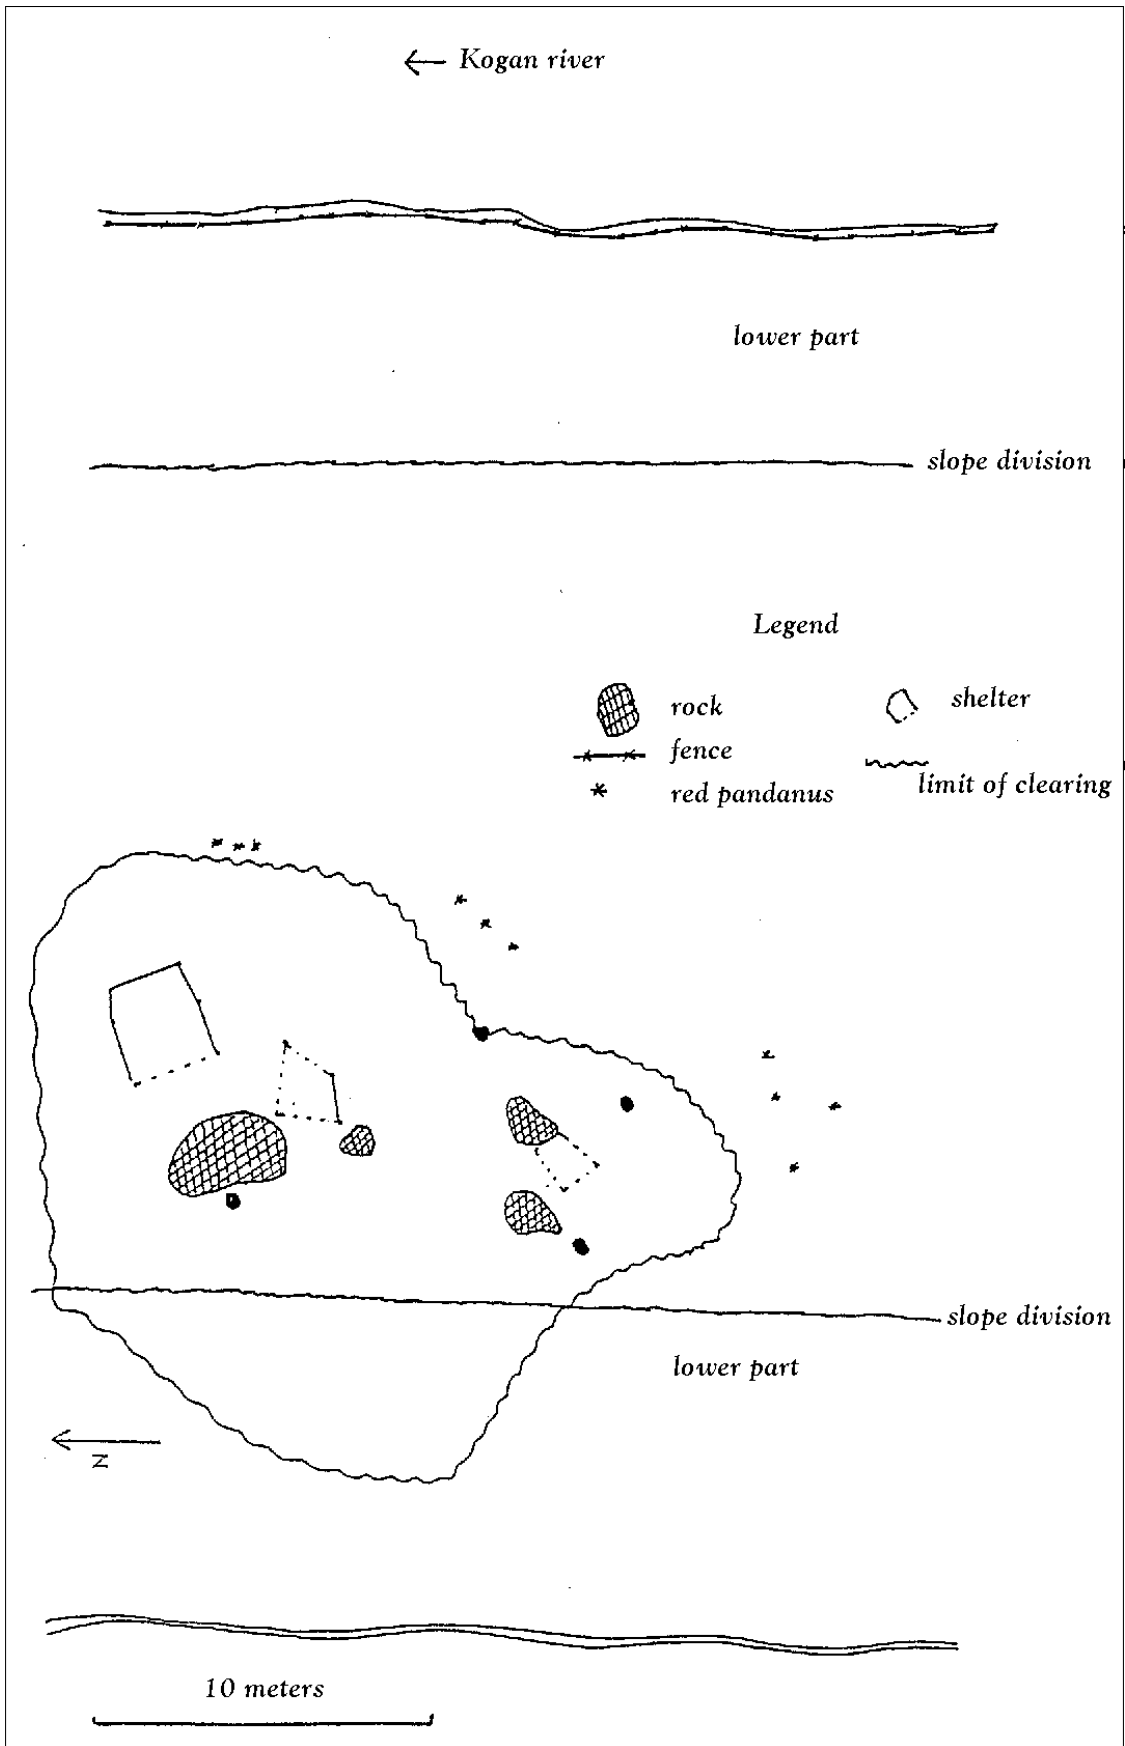 ← Kogan river
lower part
slope division
Legend
rock
shelter
fence
limit of clearing
red pandanus
slope division
lower part
N
10 meters